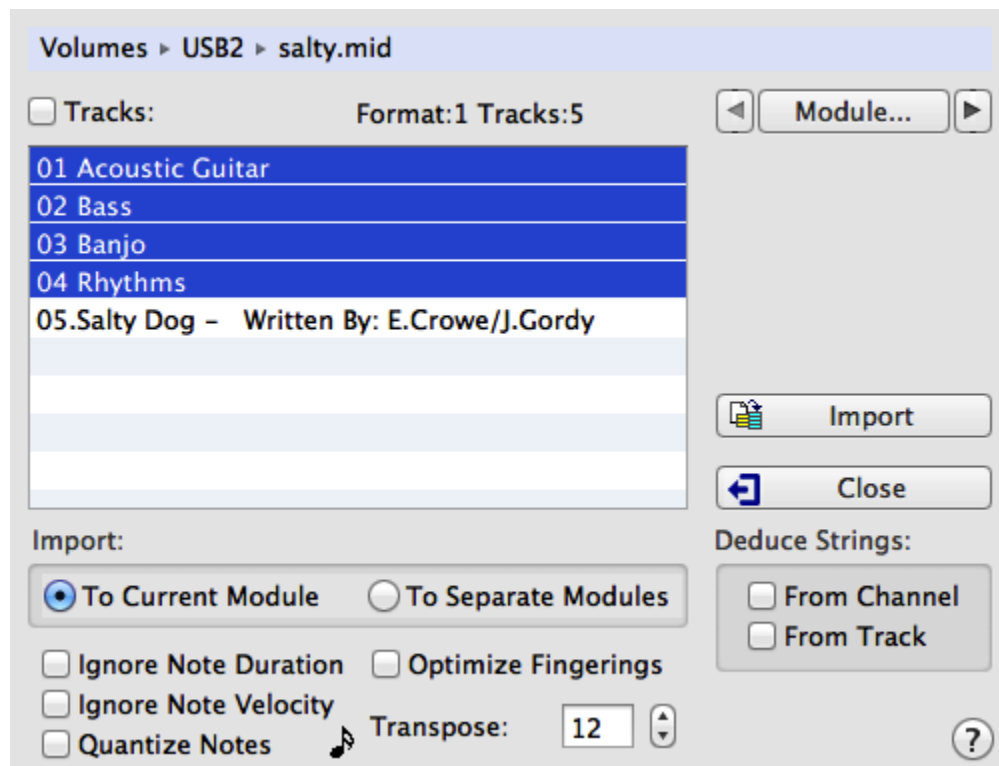 Volumes ▸ USB2 ▸ salty.mid
Tracks: Format:1 Tracks:5 Module...
01 Acoustic Guitar
02 Bass
03 Banjo
04 Rhythms
05.Salty Dog – Written By: E.Crowe/J.Gordy
Import
Close
Import: Deduce Strings:
To Current Module To Separate Modules From Channel
From Track
Ignore Note Duration Optimize Fingerings
Ignore Note Velocity
Transpose: 12
Quantize Notes ?